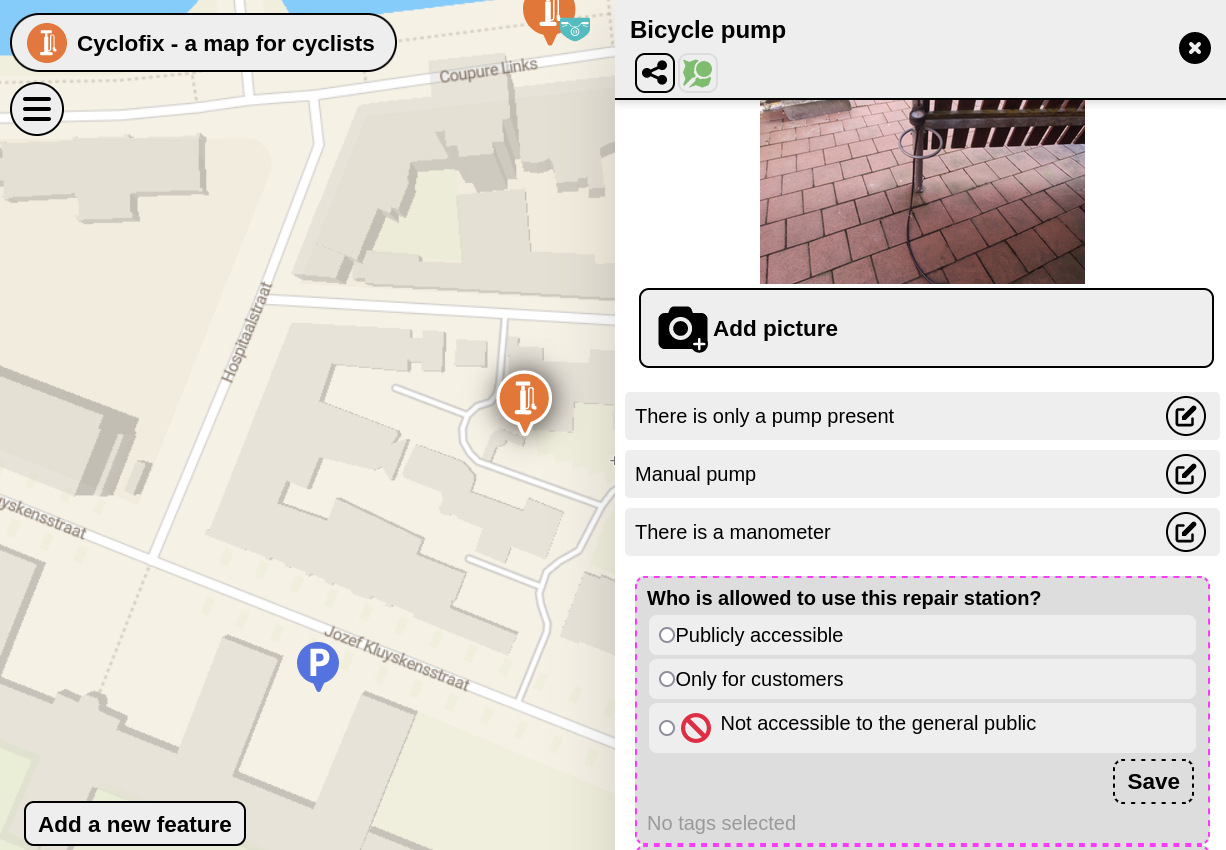 Cyclofix - a map for cyclists
Coupure Links
Hospitaalstraat
yskensstraat
P
Jozef Kluyskensstraat
Add a new feature
Bicycle pump
Add picture
There is only a pump present
Manual pump
There is a manometer
Who is allowed to use this repair station?
Publicly accessible
Only for customers
Not accessible to the general public
Save
No tags selected